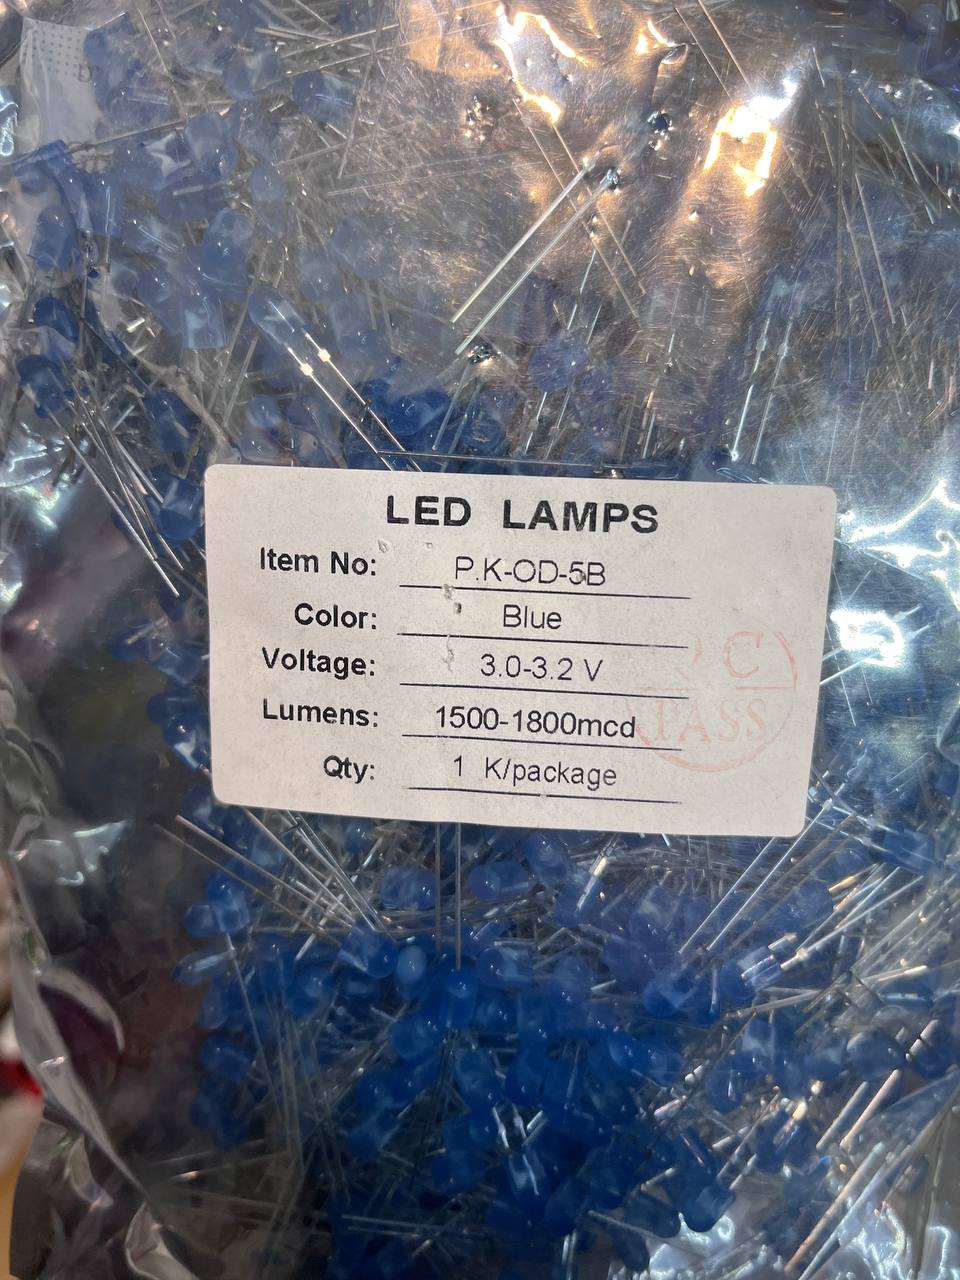 LED LAMPS
Item No: P.K-OD-5B
Color: Blue
Voltage: 3.0-3.2 V
Lumens: 1500-1800mcd
Qty: 1 K/package
C
PASS